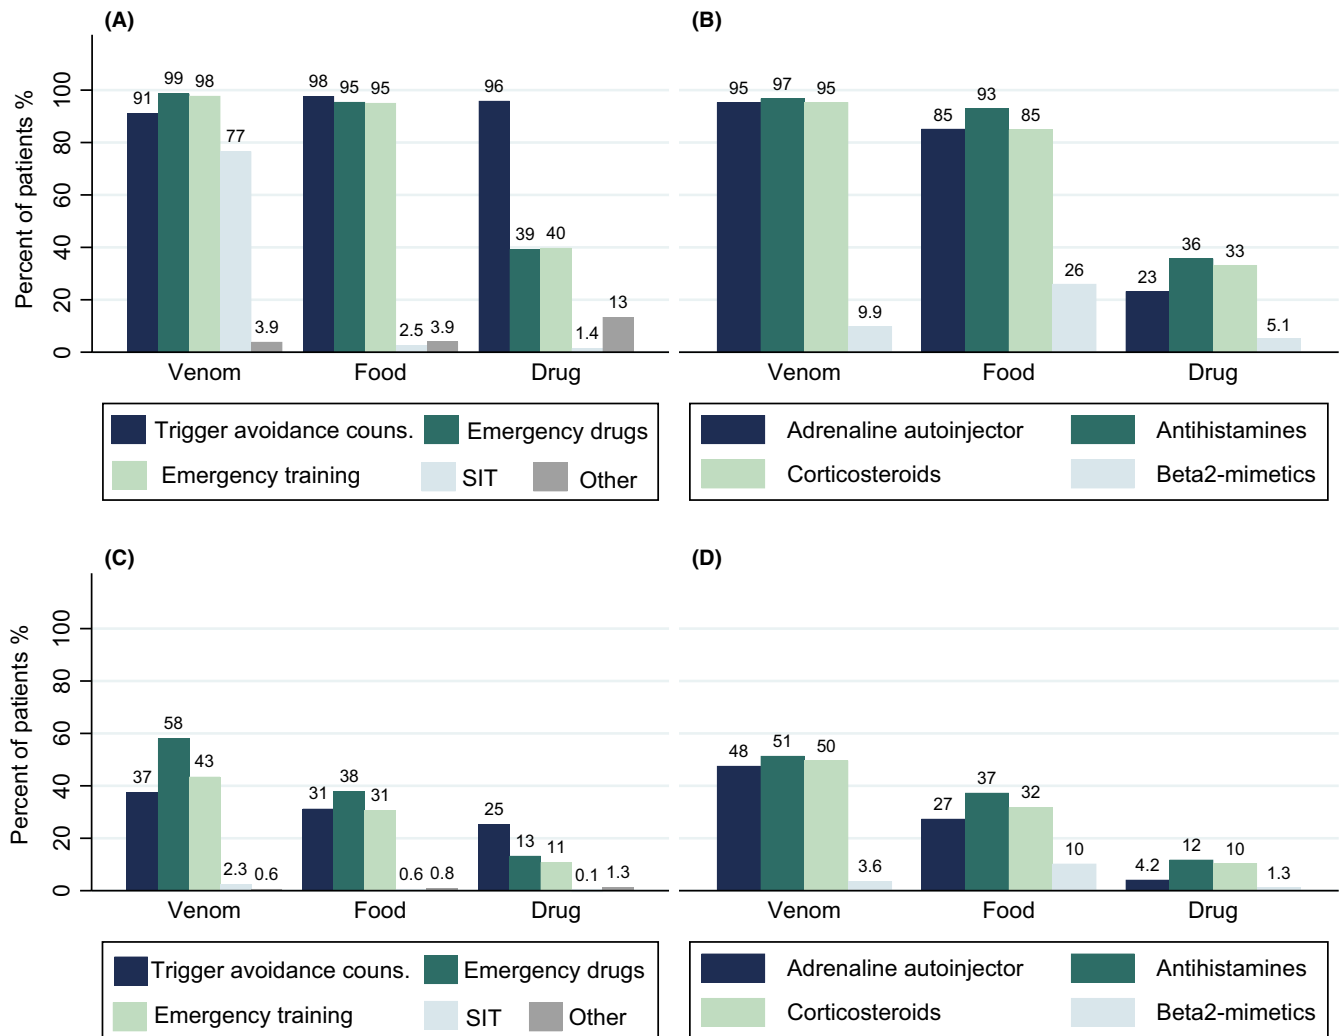 (A)
Percent of patients %
0 20 40 60 80 100
91 99 98 77 3.9
98 95 95 2.5 3.9
96 39 40 1.4 13
Venom Food Drug
Trigger avoidance couns. Emergency drugs
Emergency training SIT Other
(B)
95 97 95 9.9
85 93 85 26
23 36 33 5.1
Venom Food Drug
Adrenaline autoinjector Antihistamines
Corticosteroids Beta2-mimetics
(C)
Percent of patients %
0 20 40 60 80 100
37 58 43 2.3 0.6
31 38 31 0.6 0.8
25 13 11 0.1 1.3
Venom Food Drug
Trigger avoidance couns. Emergency drugs
Emergency training SIT Other
(D)
48 51 50 3.6
27 37 32 10
4.2 12 10 1.3
Venom Food Drug
Adrenaline autoinjector Antihistamines
Corticosteroids Beta2-mimetics